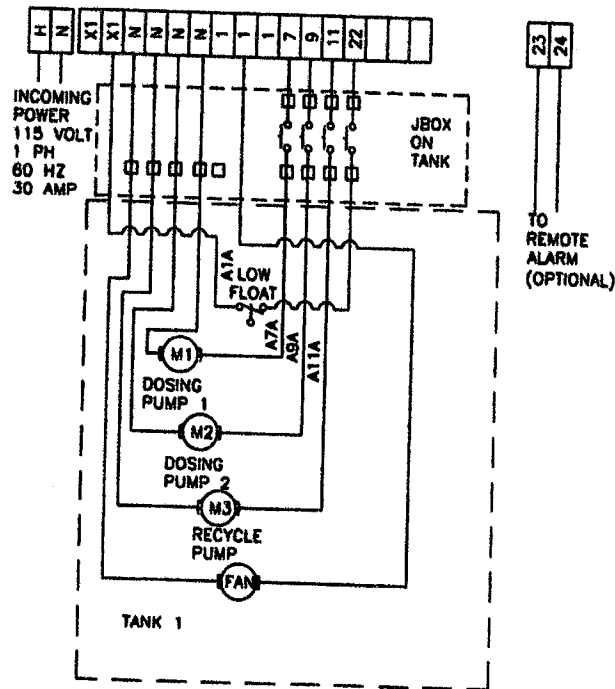 H N X1 X1 N N N N 1 1 1 7 9 11 22
23 24
INCOMING
POWER
115 VOLT
1 PH
60 HZ
30 AMP
JBOX
ON
TANK
TO
REMOTE
ALARM
(OPTIONAL)
A1A
LOW
FLOAT
A7A
A9A
A11A
M1
DOSING
PUMP 1
M2
DOSING
PUMP 2
M3
RECYCLE
PUMP
FAN
TANK 1